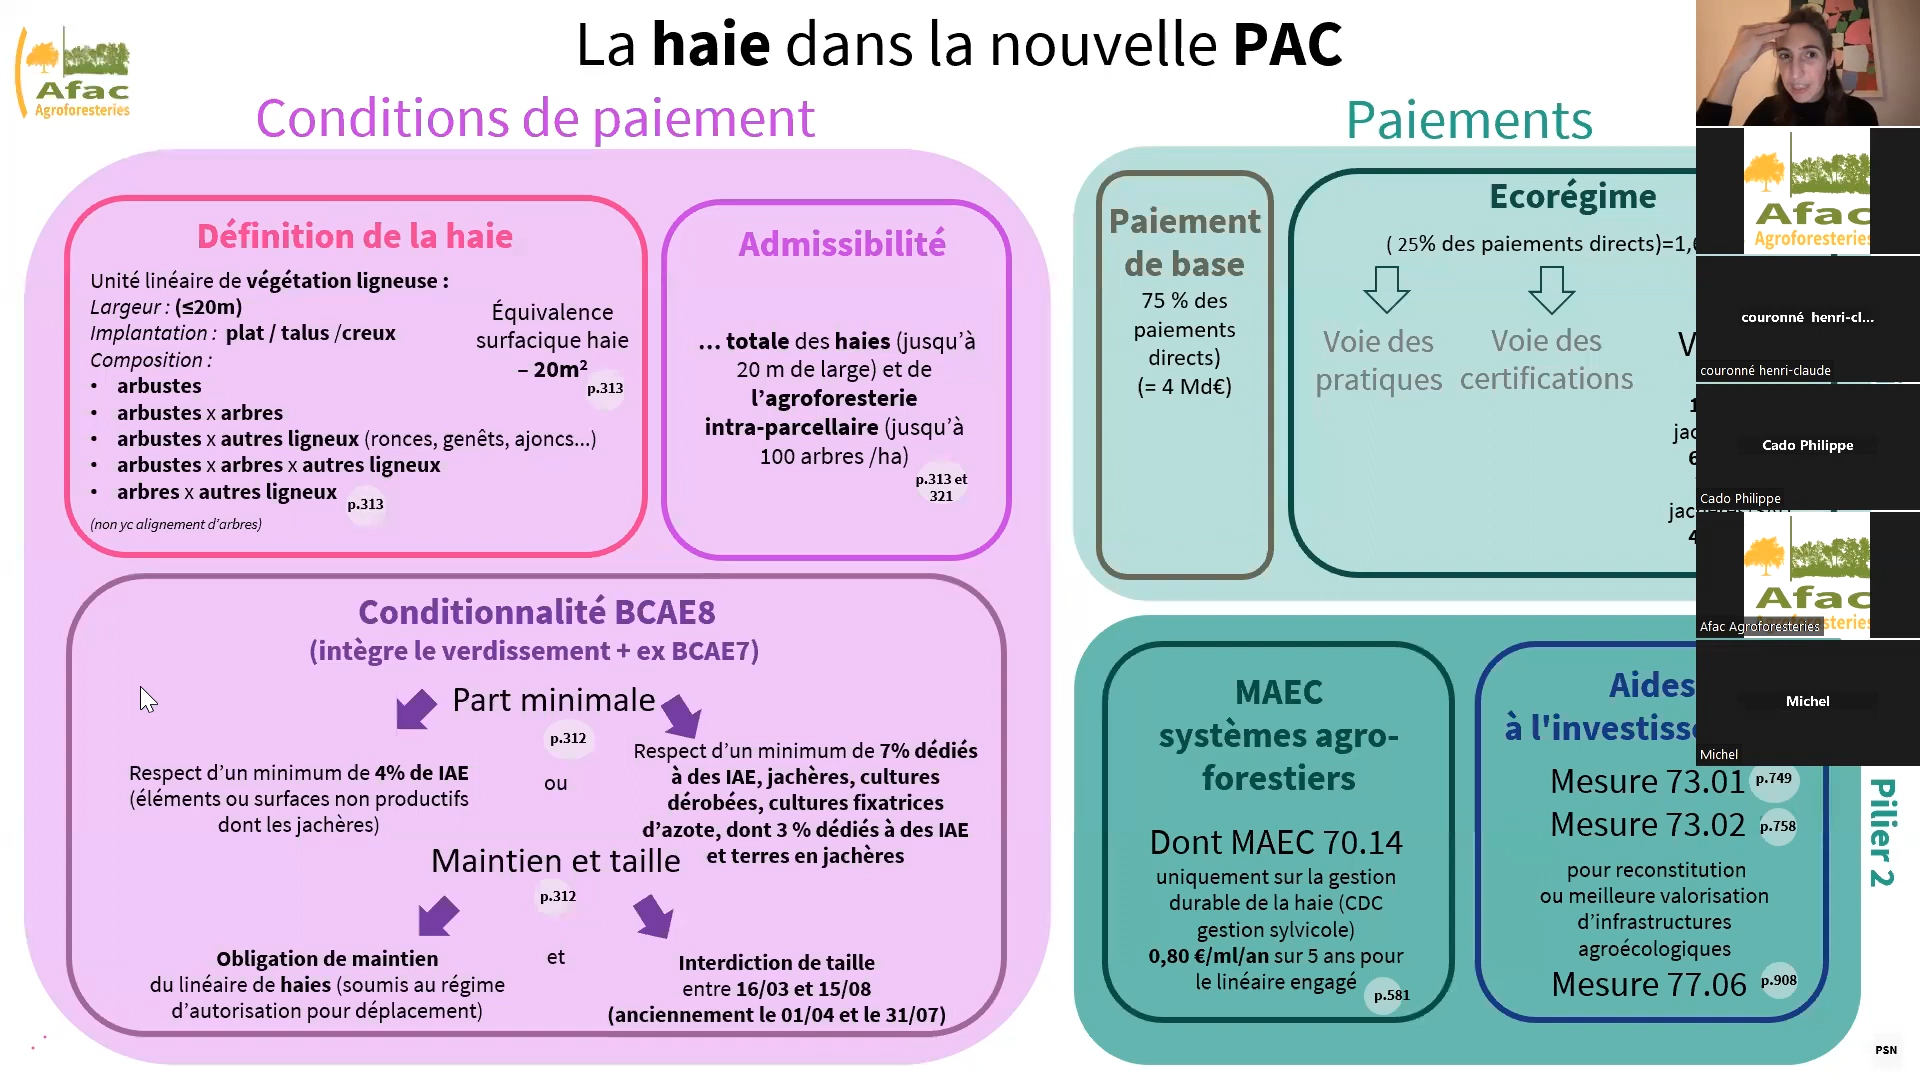 La haie dans la nouvelle PAC
Afac
Agroforesteries
Conditions de paiement
Définition de la haie
Unité linéaire de végétation ligneuse :
Largeur : (≤20m)
Implantation : plat / talus /creux
Composition :
• arbustes
• arbustes x arbres
• arbustes x autres ligneux (ronces, genêts, ajoncs...)
• arbustes x arbres x autres ligneux
• arbres x autres ligneux
p.313
(non yc alignement d'arbres)
Équivalence
surfacique haie
– 20m²
p.313
Admissibilité
... totale des haies (jusqu'à
20 m de large) et de
l'agroforesterie
intra-parcellaire (jusqu'à
100 arbres /ha)
p.313 et
321
Conditionnalité BCAE8
(intègre le verdissement + ex BCAE7)
Part minimale
p.312
Respect d'un minimum de 4% de IAE
(éléments ou surfaces non productifs
dont les jachères)
ou
Respect d'un minimum de 7% dédiés
à des IAE, jachères, cultures
dérobées, cultures fixatrices
d'azote, dont 3 % dédiés à des IAE
et terres en jachères
Maintien et taille
p.312
Obligation de maintien
du linéaire de haies (soumis au régime
d'autorisation pour déplacement)
et
Interdiction de taille
entre 16/03 et 15/08
(anciennement le 01/04 et le 31/07)
Paiements
Paiement
de base
75 % des
paiements
directs)
(= 4 Md€)
Ecorégime
( 25% des paiements directs)=1,
Voie des
pratiques
Voie des
certifications
V
1
jac
6
4
MAEC
systèmes agro-
forestiers
Dont MAEC 70.14
uniquement sur la gestion
durable de la haie (CDC
gestion sylvicole)
0,80 €/ml/an sur 5 ans pour
le linéaire engagé
p.581
Aides
à l'investiss
Mesure 73.01
p.749
Mesure 73.02
p.758
pour reconstitution
ou meilleure valorisation
d'infrastructures
agroécologiques
Mesure 77.06
p.908
Pilier 2
PSN
Afac
Agroforesteries
couronné henri-cl...
couronné henri-claude
Cado Philippe
Cado Philippe
Afac
Afac Agroforesteries
Michel
Michel